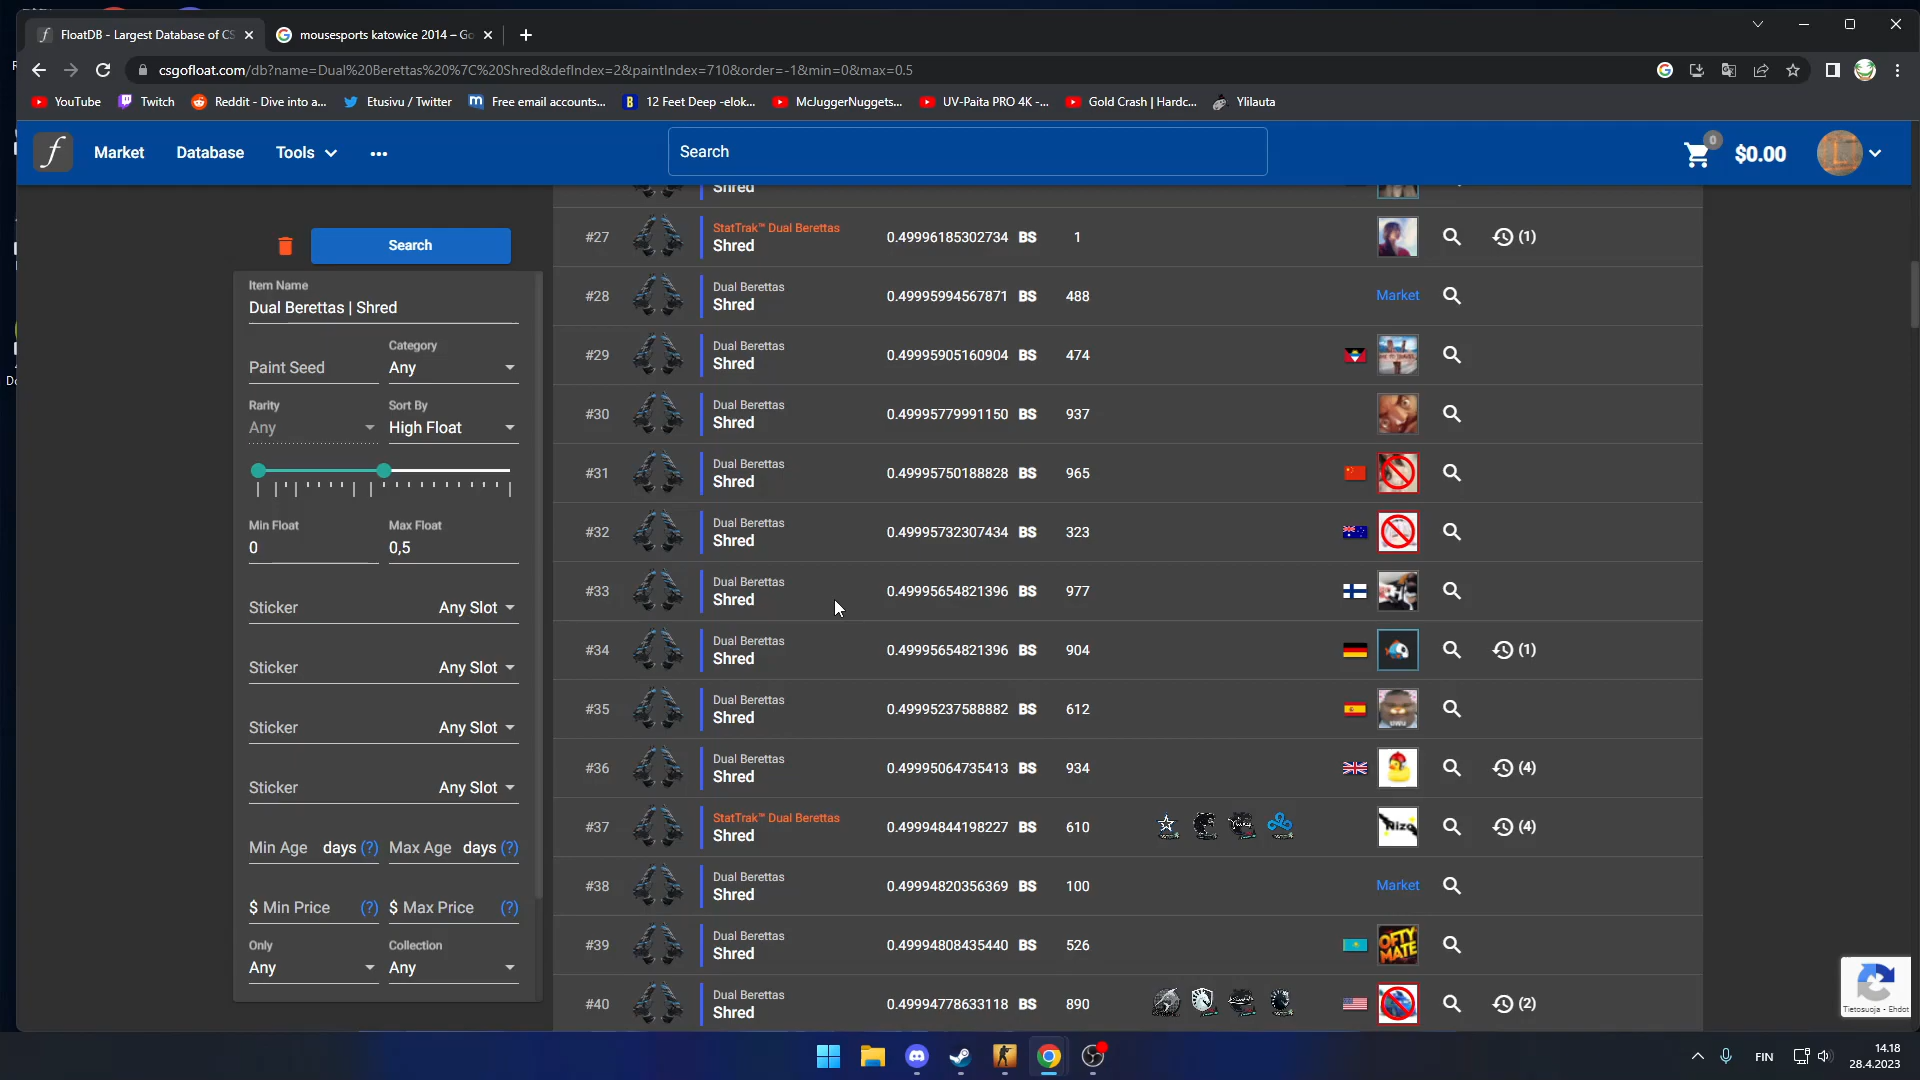 FloatDB - Largest Database of CS
mousesports katowice 2014 – Go
csgofloat.com/db?name=Dual%20Berettas%20%7C%20Shred&defIndex=2&paintIndex=710&order=-1&min=0&max=0.5
YouTube
Twitch
Reddit - Dive into a...
Etusivu / Twitter
Free email accounts...
12 Feet Deep -elok...
McJuggerNuggets...
UV-Paita PRO 4K -...
Gold Crash | Hardc...
Ylilauta
Market
Database
Tools
Search
0
$0.00
Search
Item Name
Dual Berettas | Shred
Paint Seed
Category
Any
Rarity
Any
Sort By
High Float
Min Float
0
Max Float
0,5
Sticker Any Slot
Sticker Any Slot
Sticker Any Slot
Sticker Any Slot
Min Age days (?) Max Age days (?)
$ Min Price (?) $ Max Price (?)
Only
Any
Collection
Any
Shred
#27 StatTrak™ Dual Berettas
Shred 0.49996185302734 BS 1 (1)
#28 Dual Berettas
Shred 0.49995994567871 BS 488 Market
#29 Dual Berettas
Shred 0.49995905160904 BS 474
#30 Dual Berettas
Shred 0.49995779991150 BS 937
#31 Dual Berettas
Shred 0.49995750188828 BS 965
#32 Dual Berettas
Shred 0.49995732307434 BS 323
#33 Dual Berettas
Shred 0.49995654821396 BS 977
#34 Dual Berettas
Shred 0.49995654821396 BS 904 (1)
#35 Dual Berettas
Shred 0.49995237588882 BS 612
#36 Dual Berettas
Shred 0.49995064735413 BS 934 (4)
#37 StatTrak™ Dual Berettas
Shred 0.49994844198227 BS 610 Nizo (4)
#38 Dual Berettas
Shred 0.49994820356369 BS 100 Market
#39 Dual Berettas
Shred 0.49994808435440 BS 526 OFTY MATE
#40 Dual Berettas
Shred 0.49994778633118 BS 890 (2)
Tietosuoja - Ehdot
FIN
14.18
28.4.2023